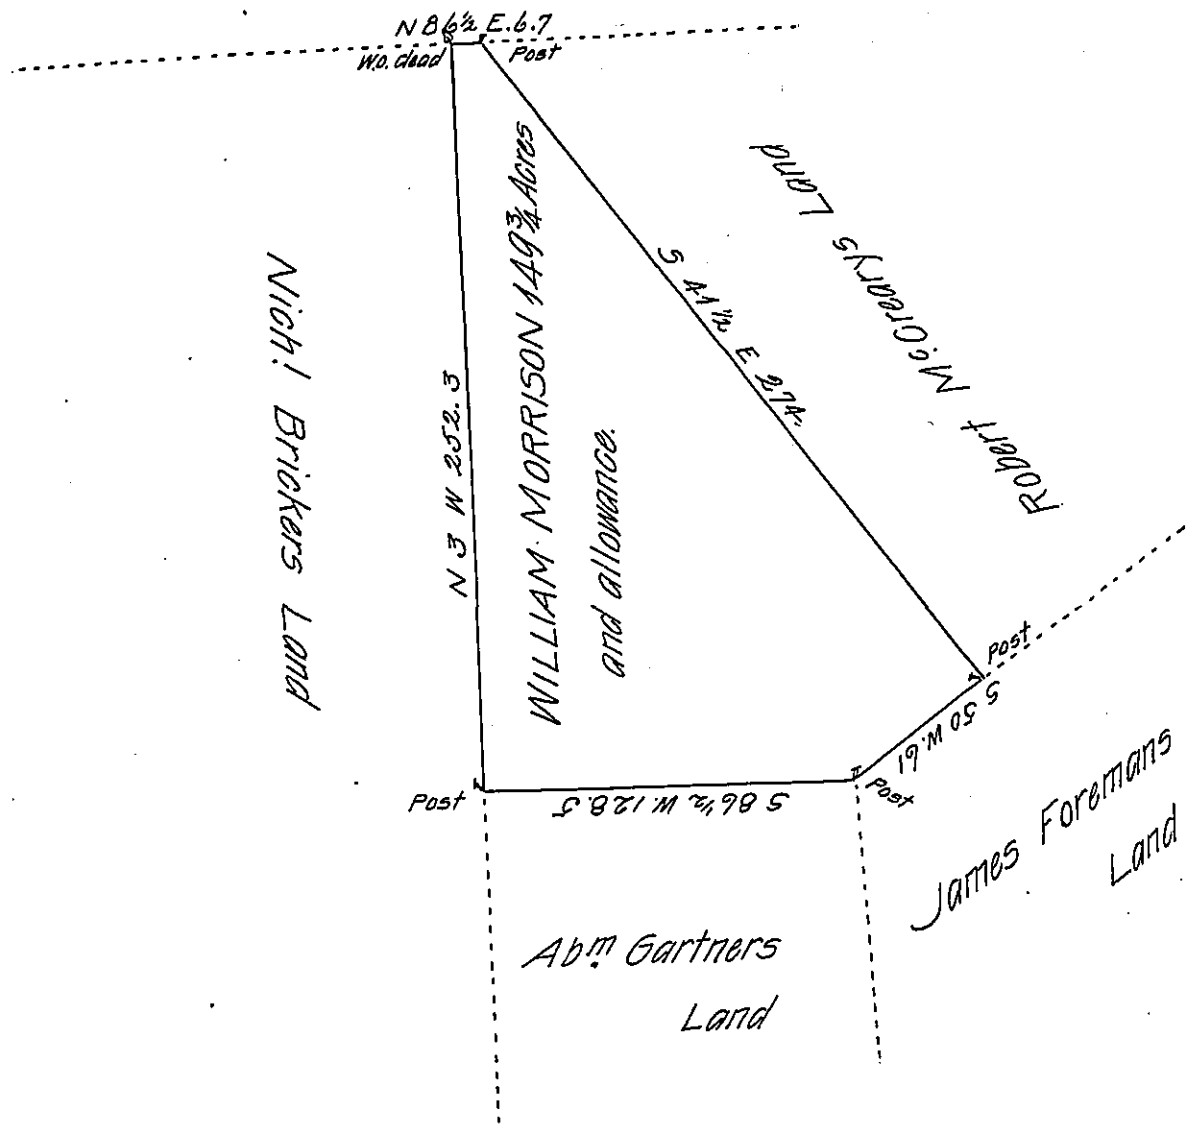 N 86½ E. 6.7
W.O. dead
Post
WILLIAM MORRISON 149¾ Acres
and allowance.
N 3 W 252.3
S 41½ E 274.
Nich! Brickers Land
Robert McCrearys
Land
Post
S 50 W. 61
Post
S 86½ W 128.5
Post
James Foremans
Land
Abm Gartners
Land